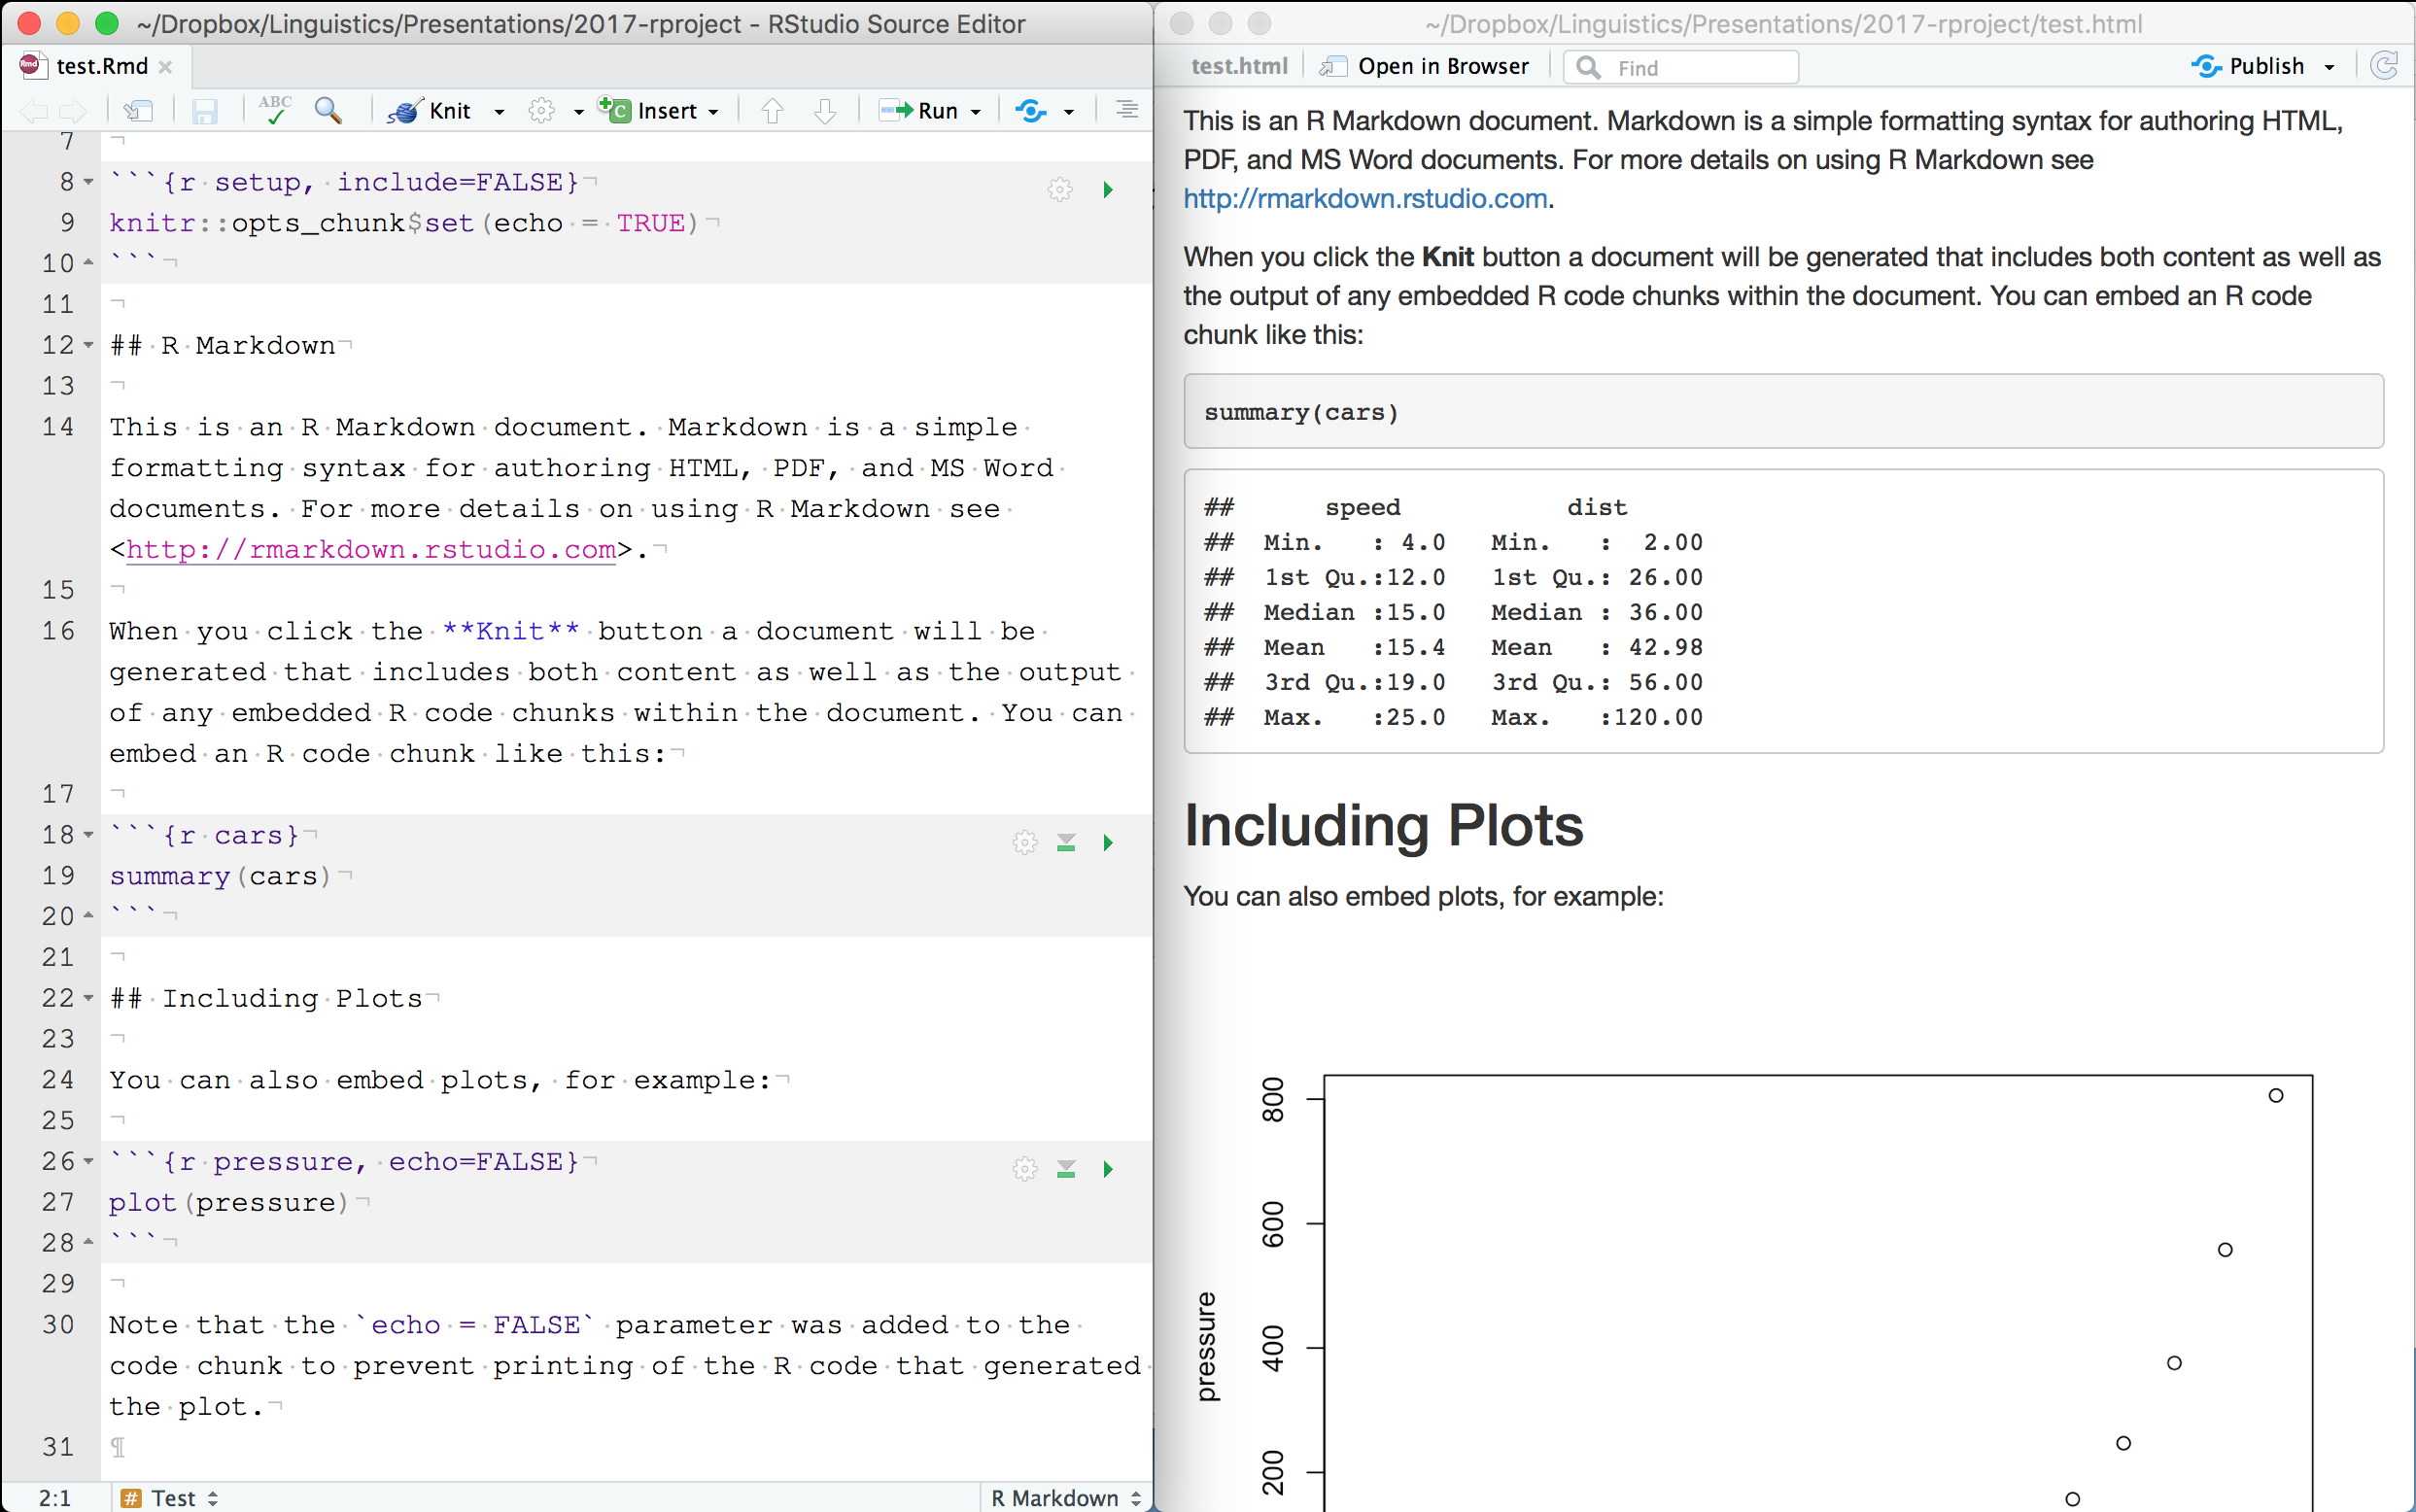 ~/Dropbox/Linguistics/Presentations/2017-rproject - RStudio Source Editor
test.Rmd
ABC
Knit
Insert
Run
7
8 ```{r setup, include=FALSE}
9 knitr::opts_chunk$set(echo = TRUE)
10 ```
11
12 ## R Markdown
13
14 This is an R Markdown document. Markdown is a simple
formatting syntax for authoring HTML, PDF, and MS Word
documents. For more details on using R Markdown see
<http://rmarkdown.rstudio.com>.
15
16 When you click the **Knit** button a document will be
generated that includes both content as well as the output
of any embedded R code chunks within the document. You can
embed an R code chunk like this:
17
18 ```{r cars}
19 summary(cars)
20 ```
21
22 ## Including Plots
23
24 You can also embed plots, for example:
25
26 ```{r pressure, echo=FALSE}
27 plot(pressure)
28 ```
29
30 Note that the `echo = FALSE` parameter was added to the
code chunk to prevent printing of the R code that generated
the plot.
31 ¶
2:1 # Test R Markdown
~/Dropbox/Linguistics/Presentations/2017-rproject/test.html
test.html Open in Browser Find Publish
This is an R Markdown document. Markdown is a simple formatting syntax for authoring HTML,
PDF, and MS Word documents. For more details on using R Markdown see
http://rmarkdown.rstudio.com.
When you click the Knit button a document will be generated that includes both content as well as
the output of any embedded R code chunks within the document. You can embed an R code
chunk like this:
summary(cars)
##      speed           dist
##  Min.   : 4.0   Min.   :  2.00
##  1st Qu.:12.0   1st Qu.: 26.00
##  Median :15.0   Median : 36.00
##  Mean   :15.4   Mean   : 42.98
##  3rd Qu.:19.0   3rd Qu.: 56.00
##  Max.   :25.0   Max.   :120.00
Including Plots
You can also embed plots, for example:
800
600
400
200
pressure